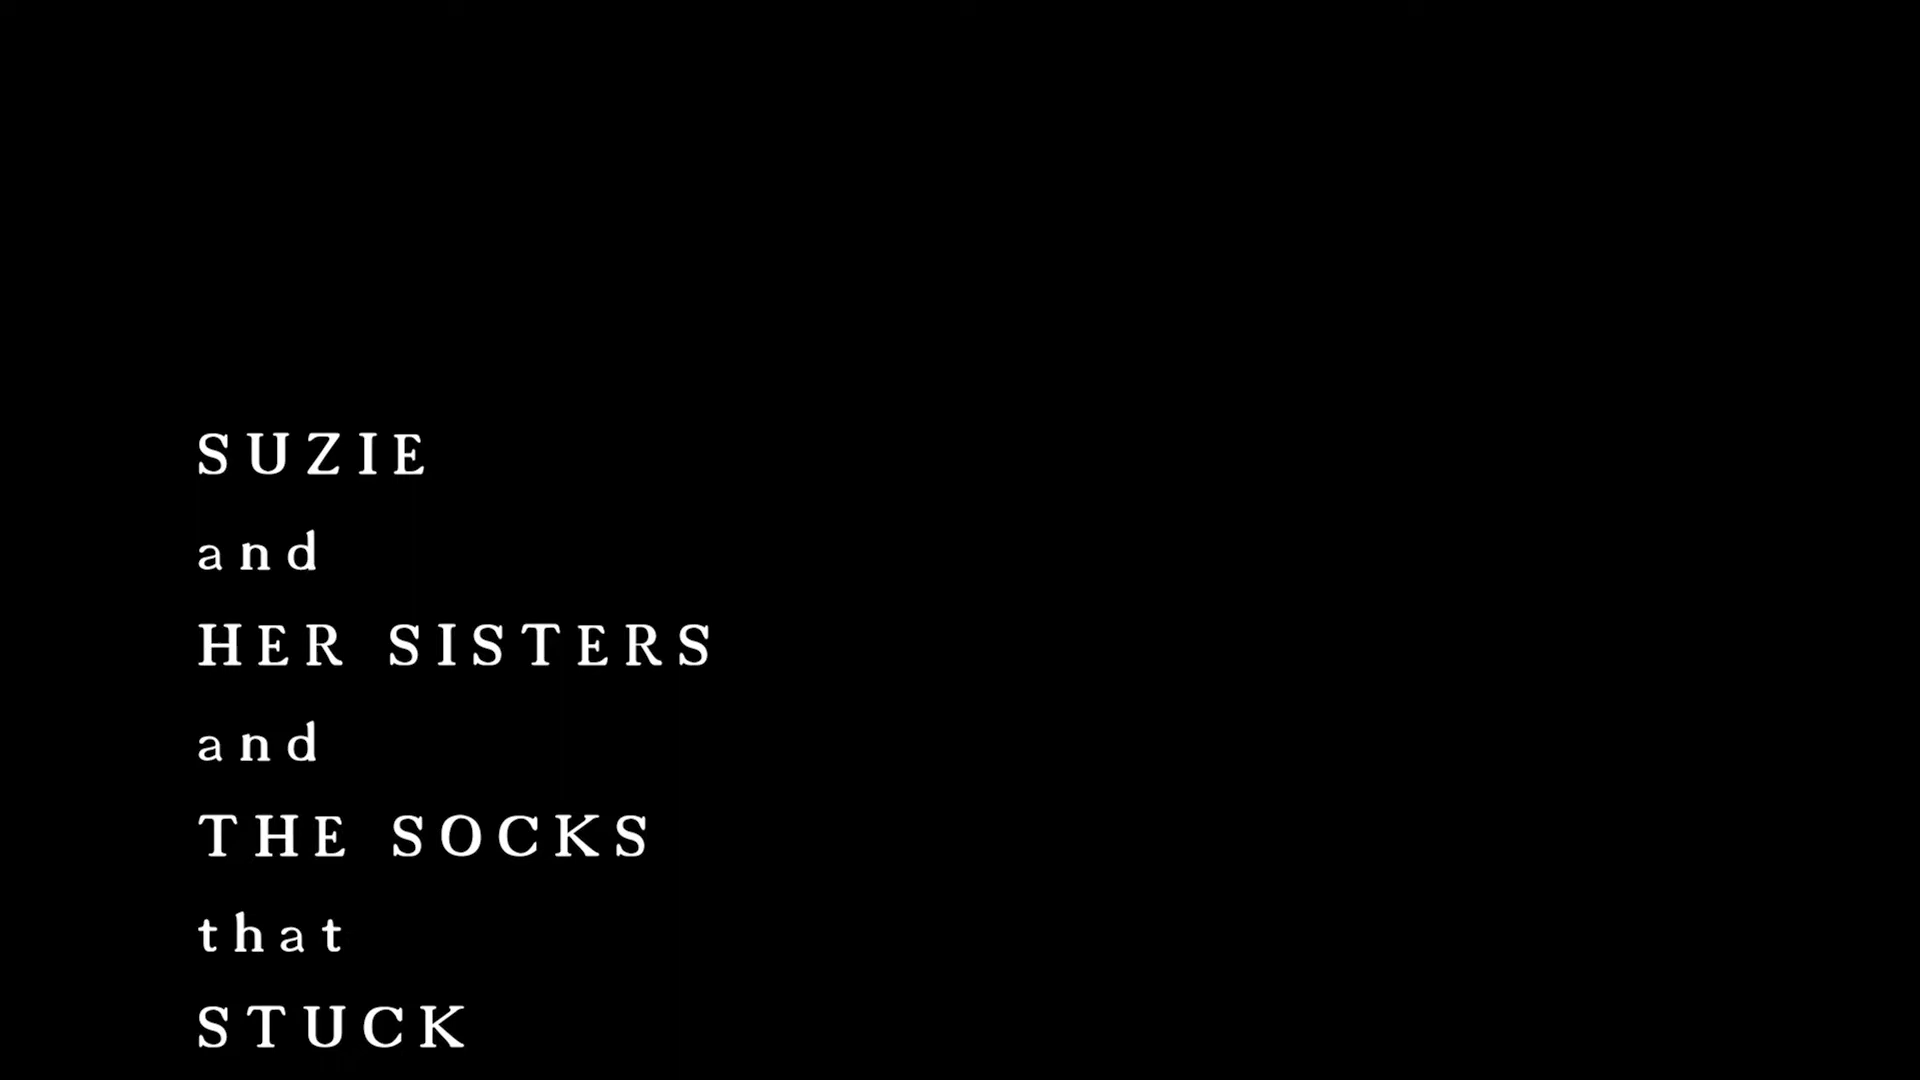 SUZIE
and
HER SISTERS
and
THE SOCKS
that
STUCK